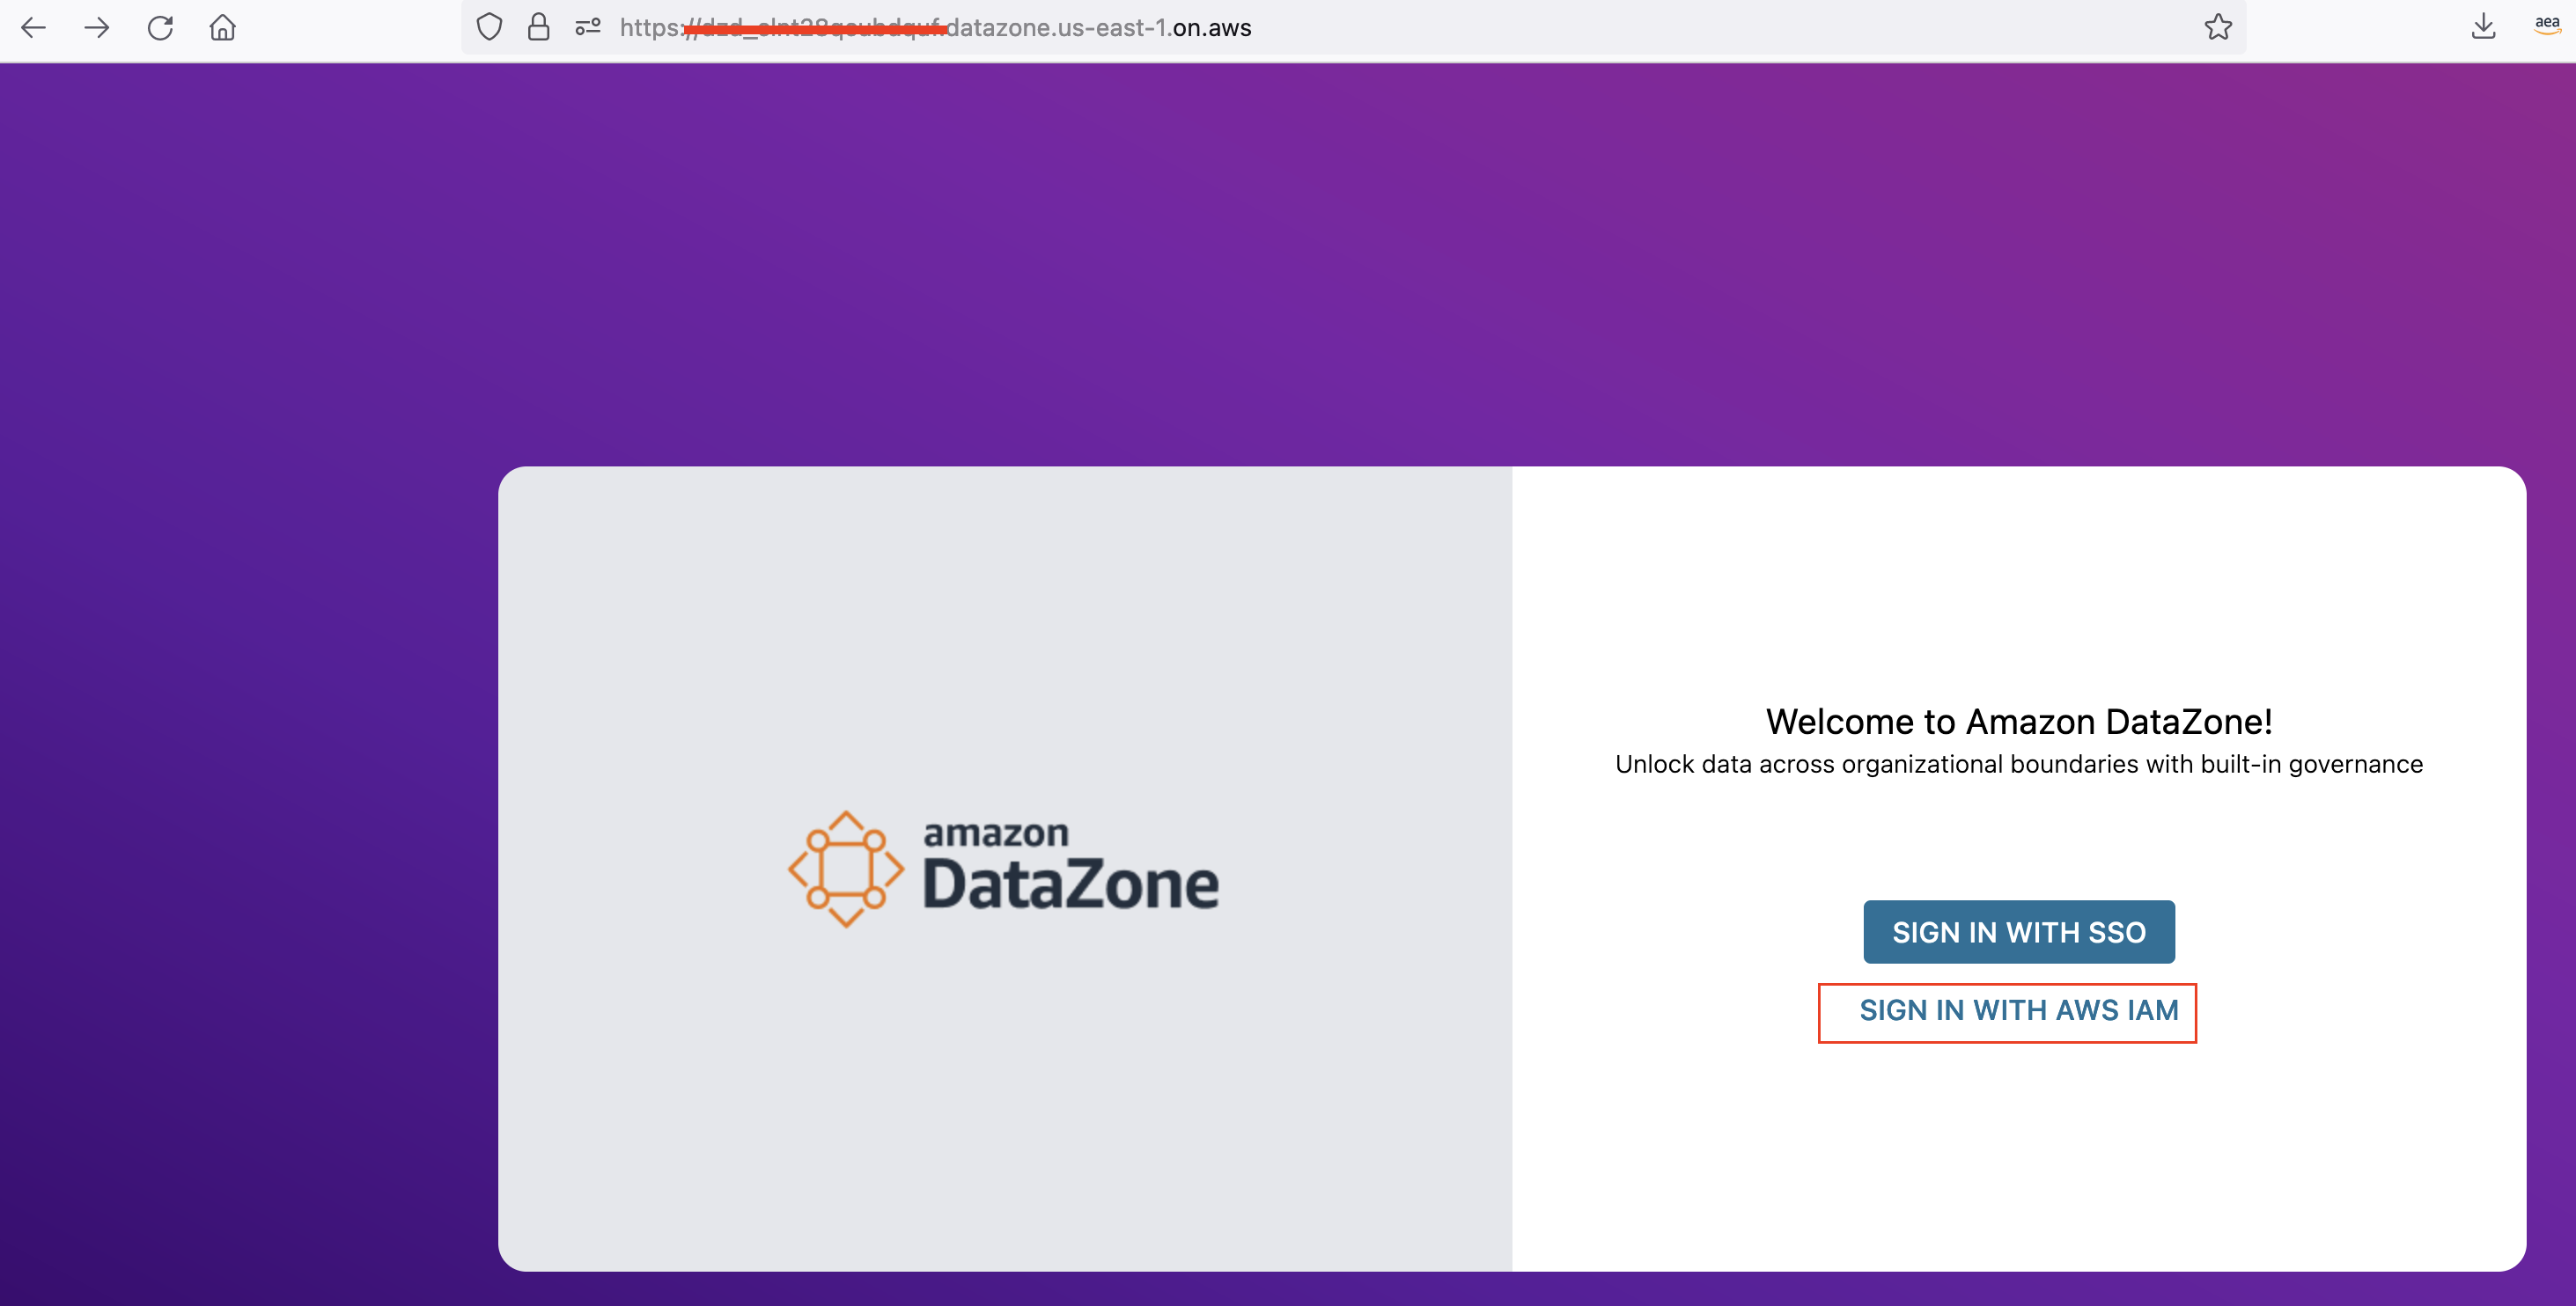 https: datazone.us-east-1.on.aws
aea
Welcome to Amazon DataZone!
Unlock data across organizational boundaries with built-in governance
amazon
DataZone
SIGN IN WITH SSO
SIGN IN WITH AWS IAM